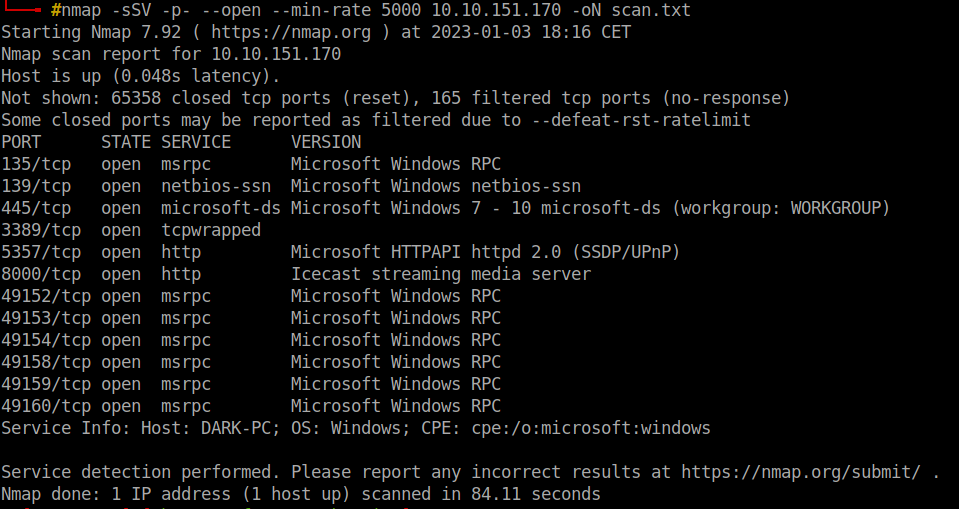 #nmap -sSV -p- --open --min-rate 5000 10.10.151.170 -oN scan.txt
Starting Nmap 7.92 ( https://nmap.org ) at 2023-01-03 18:16 CET
Nmap scan report for 10.10.151.170
Host is up (0.048s latency).
Not shown: 65358 closed tcp ports (reset), 165 filtered tcp ports (no-response)
Some closed ports may be reported as filtered due to --defeat-rst-ratelimit
PORT      STATE SERVICE      VERSION
135/tcp   open  msrpc        Microsoft Windows RPC
139/tcp   open  netbios-ssn  Microsoft Windows netbios-ssn
445/tcp   open  microsoft-ds Microsoft Windows 7 - 10 microsoft-ds (workgroup: WORKGROUP)
3389/tcp  open  tcpwrapped
5357/tcp  open  http         Microsoft HTTPAPI httpd 2.0 (SSDP/UPnP)
8000/tcp  open  http         Icecast streaming media server
49152/tcp open  msrpc        Microsoft Windows RPC
49153/tcp open  msrpc        Microsoft Windows RPC
49154/tcp open  msrpc        Microsoft Windows RPC
49158/tcp open  msrpc        Microsoft Windows RPC
49159/tcp open  msrpc        Microsoft Windows RPC
49160/tcp open  msrpc        Microsoft Windows RPC
Service Info: Host: DARK-PC; OS: Windows; CPE: cpe:/o:microsoft:windows
Service detection performed. Please report any incorrect results at https://nmap.org/submit/ .
Nmap done: 1 IP address (1 host up) scanned in 84.11 seconds